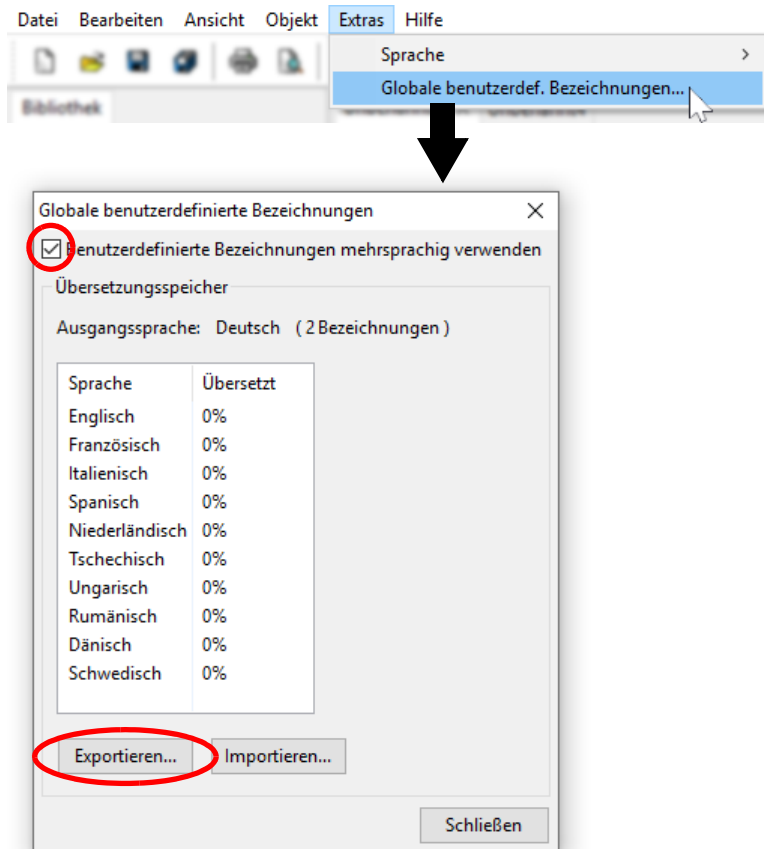 Datei Bearbeiten Ansicht Objekt Extras Hilfe
Sprache >
Globale benutzerdef. Bezeichnungen...
Bibliothek
Globale benutzerdefinierte Bezeichnungen
Benutzerdefinierte Bezeichnungen mehrsprachig verwenden
Übersetzungsspeicher
Ausgangssprache: Deutsch ( 2 Bezeichnungen )
Sprache Übersetzt
Englisch 0%
Französisch 0%
Italienisch 0%
Spanisch 0%
Niederländisch 0%
Tschechisch 0%
Ungarisch 0%
Rumänisch 0%
Dänisch 0%
Schwedisch 0%
Exportieren... Importieren...
Schließen